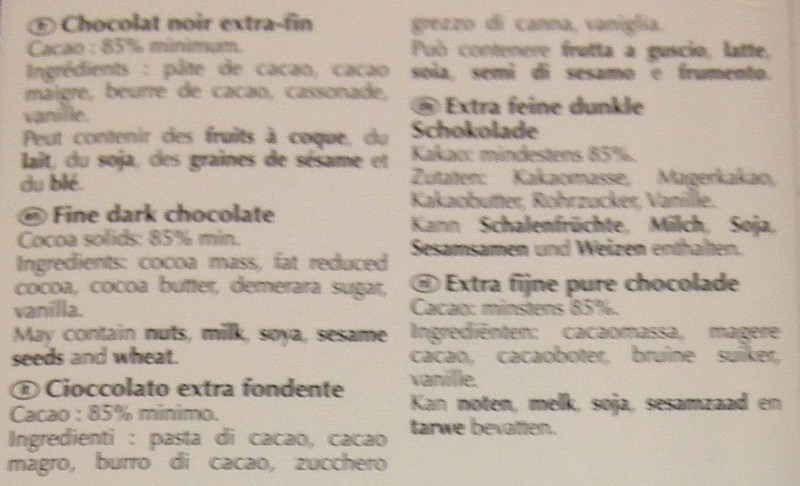 Chocolat noir extra-fin
Cacao : 85% minimum.
Ingrédients : pâte de cacao, cacao
maigre, beurre de cacao, cassonade,
vanille.
Peut contenir des fruits à coque, du
lait, du soja, des graines de sésame et
du blé.
EN Fine dark chocolate
Cocoa solids: 85% min.
Ingredients: cocoa mass, fat reduced
cocoa, cocoa butter, demerara sugar,
vanilla.
May contain nuts, milk, soya, sesame
seeds and wheat.
Cioccolato extra fondente
Cacao : 85% minimo.
Ingredienti : pasta di cacao, cacao
magro, burro di cacao, zucchero
grezzo di canna, vaniglia.
Può contenere frutta a guscio, latte,
soia, semi di sesamo e frumento.
Extra feine dunkle
Schokolade
Kakao: mindestens 85%.
Zutaten: Kakaomasse, Magerkakao,
Kakaobutter, Rohrzucker, Vanille.
Kann Schalenfrüchte, Milch, Soja,
Sesamsamen und Weizen enthalten.
Extra fijne pure chocolade
Cacao: minstens 85%.
Ingrediënten: cacaomassa, magere
cacao, cacaoboter, bruine suiker,
vanille.
Kan noten, melk, soja, sesamzaad en
tarwe bevatten.